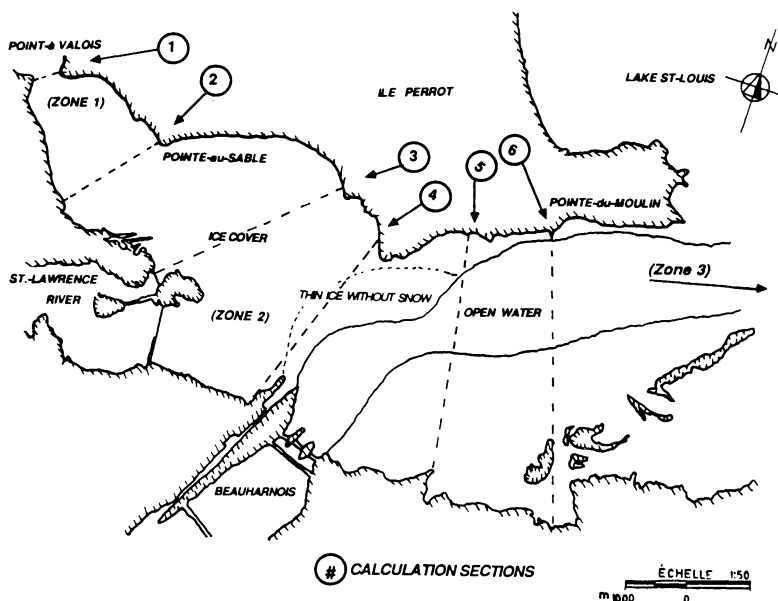 POINT-à VALOIS
1
(ZONE 1)
2
POINTE-au-SABLE
ILE PERROT
LAKE ST-LOUIS
N
3
4
5
6
POINTE-du-MOULIN
ICE COVER
ST.-LAWRENCE
RIVER
(ZONE 2)
THIN ICE WITHOUT SNOW
OPEN WATER
(Zone 3)
BEAUHARNOIS
# CALCULATION SECTIONS
ÉCHELLE 1:50
m 1000 0